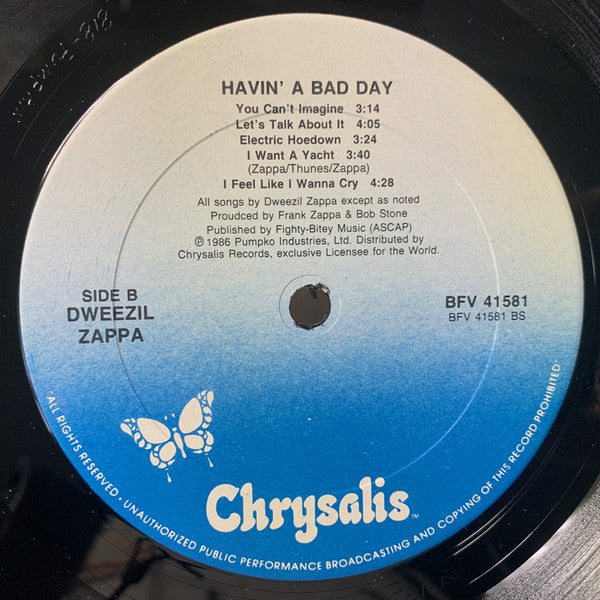 HAVIN' A BAD DAY
You Can't Imagine 3:14
Let's Talk About It 4:05
Electric Hoedown 3:24
I Want A Yacht 3:40
(Zappa/Thunes/Zappa)
I Feel Like I Wanna Cry 4:28
All songs by Dweezil Zappa except as noted
Proudced by Frank Zappa & Bob Stone
Published by Fighty-Bitey Music (ASCAP)
℗ 1986 Pumpko Industries, Ltd. Distributed by
Chrysalis Records, exclusive Licensee for the World.
SIDE B
DWEEZIL
ZAPPA
BFV 41581
BFV 41581 BS
Chrysalis™
ALL RIGHTS RESERVED • UNAUTHORIZED PUBLIC PERFORMANCE BROADCASTING AND COPYING OF THIS RECORD PROHIBITED